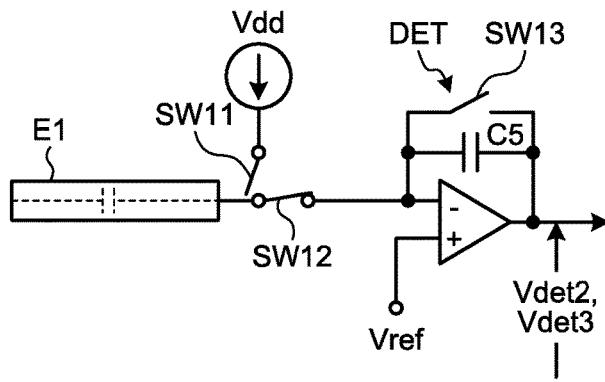 Vdd
DET
SW13
SW11
E1
C5
-
+
SW12
Vref
Vdet2,
Vdet3